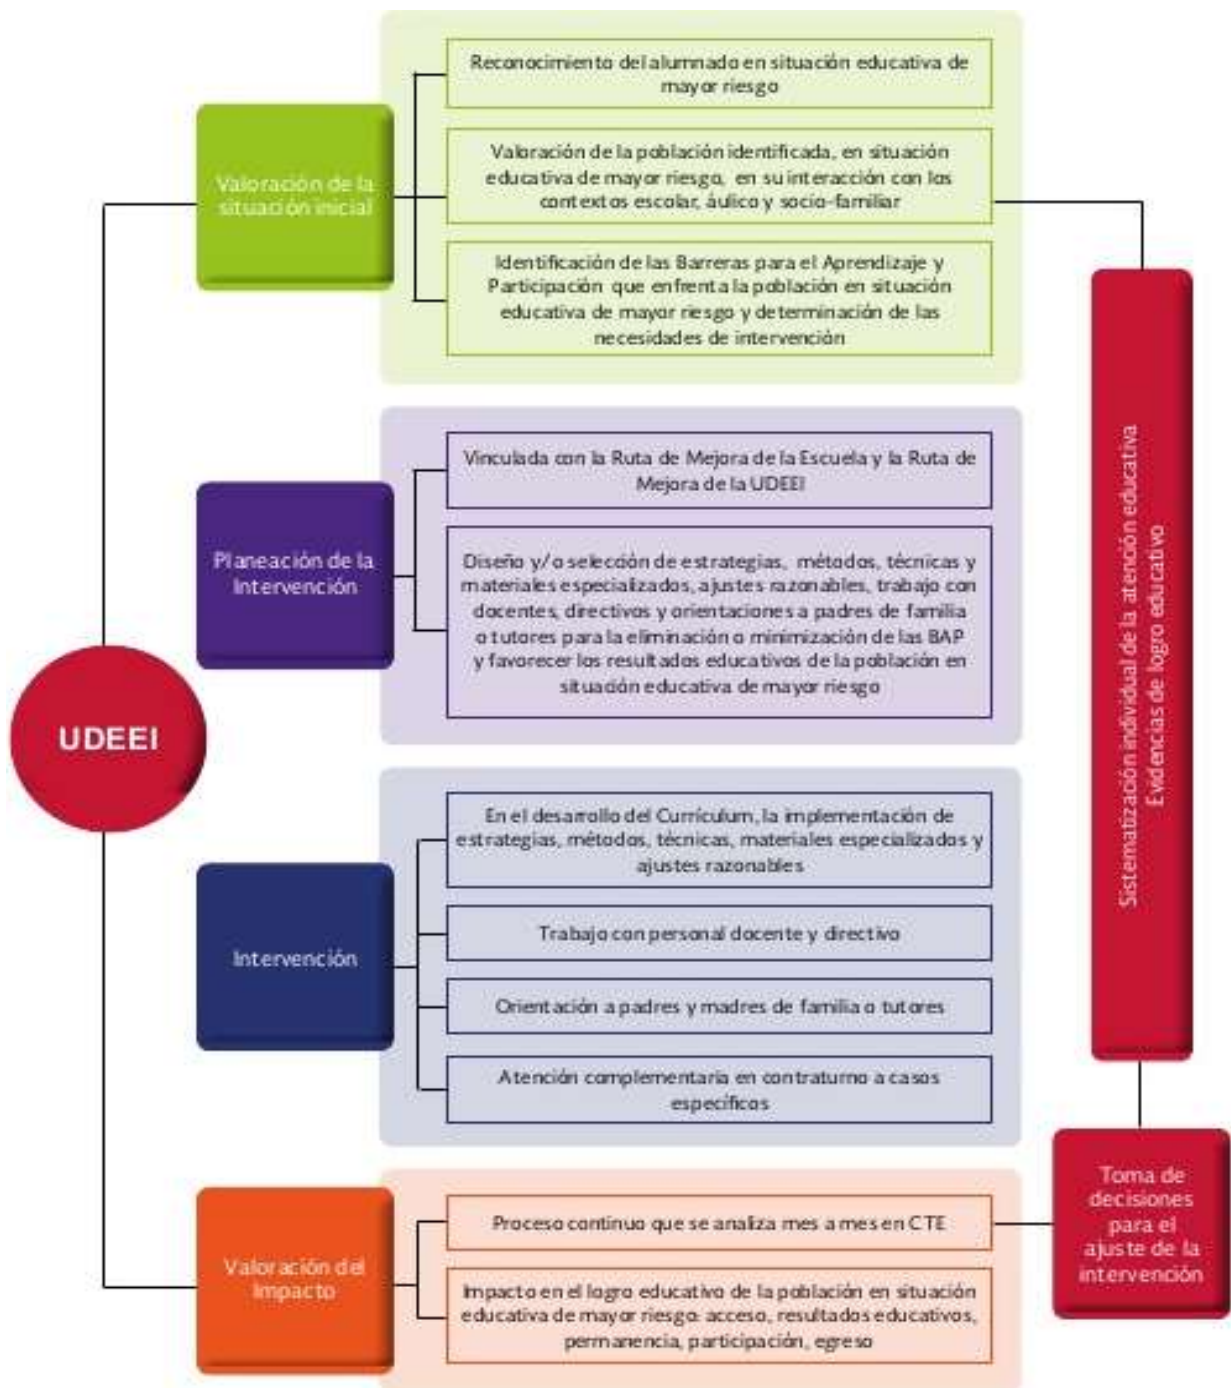 Reconocimiento del alumnado en situación educativa de
mayor riesgo
Valoración de la
situación inicial
Valoración de la población identificada, en situación
educativa de mayor riesgo, en su interacción con los
contextos escolar, áulico y socio-familiar
Identificación de las Barreras para el Aprendizaje y
Participación que enfrenta la población en situación
educativa de mayor riesgo y determinación de las
necesidades de intervención
Vinculada con la Ruta de Mejora de la Escuela y la Ruta de
Mejora de la UDEEI
Planeación de la
Intervención
Diseño y/o selección de estrategias, métodos, técnicas y
materiales especializados, ajustes razonables, trabajo con
docentes, directivos y orientaciones a padres de familia
o tutores para la eliminación o minimización de las BAP
y favorecer los resultados educativos de la población en
situación educativa de mayor riesgo
UDEEI
En el desarrollo del Currículum, la implementación de
estrategias, métodos, técnicas, materiales especializados y
ajustes razonables
Intervención
Trabajo con personal docente y directivo
Orientación a padres y madres de familia o tutores
Atención complementaria en contraturno a casos
específicos
Valoración del
Impacto
Proceso continuo que se analiza mes a mes en CTE
Impacto en el logro educativo de la población en situación
educativa de mayor riesgo: acceso, resultados educativos,
permanencia, participación, egreso
Sistematización individual de la atención educativa
Evidencias de logro educativo
Toma de
decisiones
para el
ajuste de la
intervención